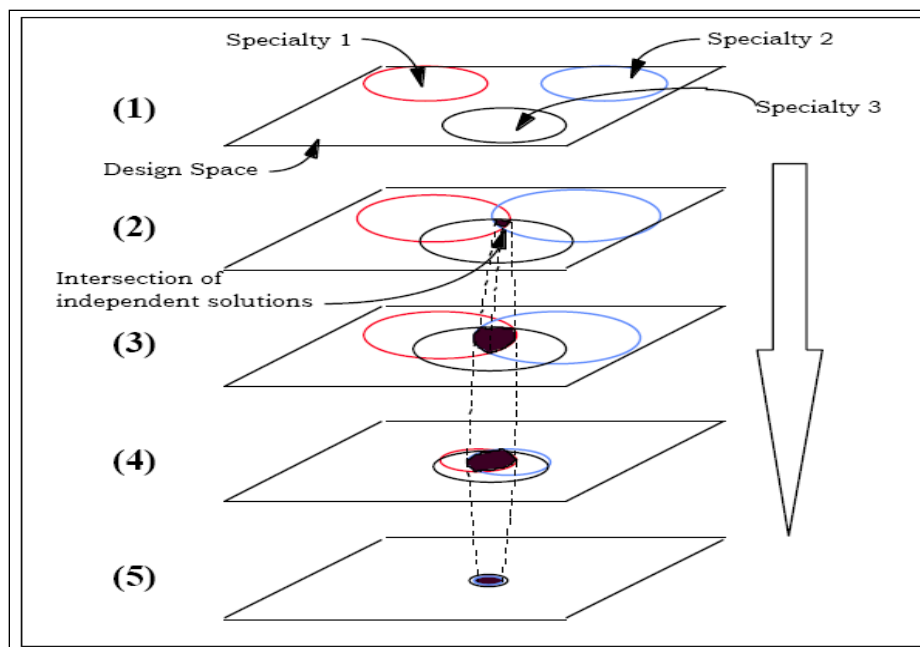 Specialty 1
Specialty 2
(1)
Specialty 3
Design Space
(2)
Intersection of
independent solutions
(3)
(4)
(5)